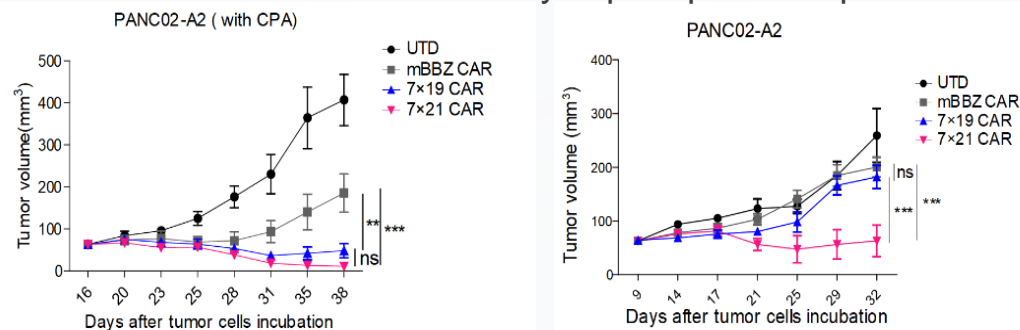 PANC02-A2 ( with CPA)
Tumor volume(mm³)
500
400
300
200
100
0
16 20 23 25 28 31 35 38
Days after tumor cells incubation
UTD
mBBZ CAR
7×19 CAR
7×21 CAR
**
***
ns
PANC02-A2
Tumor volume (mm³)
400
300
200
100
0
9 14 17 21 25 29 32
Days after tumor cells incubation
UTD
mBBZ CAR
7×19 CAR
7×21 CAR
ns
***
***